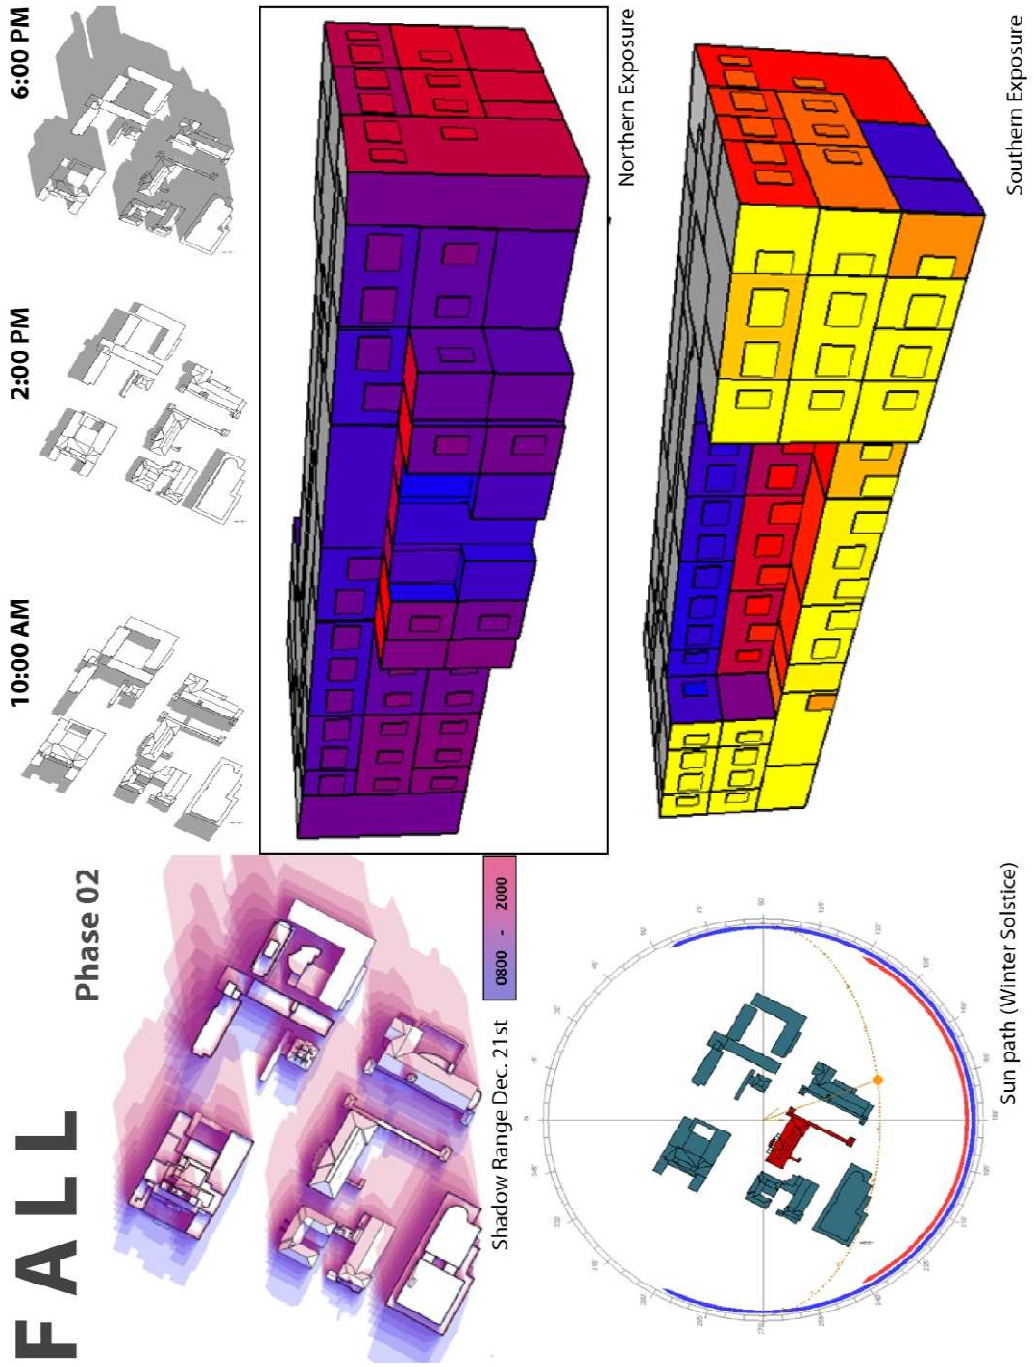 FALL
Phase 02
10:00 AM
2:00 PM
6:00 PM
0800 - 2000
Shadow Range Dec. 21st
Northern Exposure
Sun path (Winter Solstice)
Southern Exposure